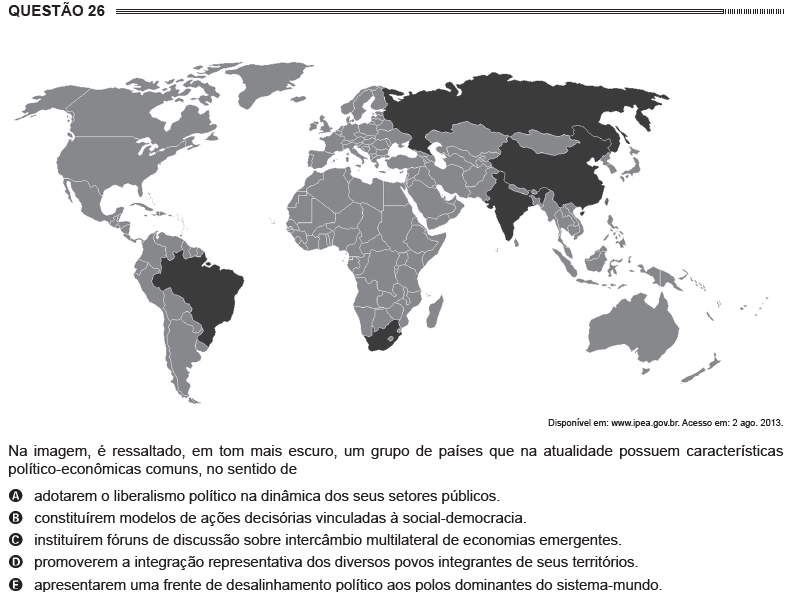 QUESTÃO 26
Disponível em: www.ipea.gov.br. Acesso em: 2 ago. 2013.
Na imagem, é ressaltado, em tom mais escuro, um grupo de países que na atualidade possuem características
político-econômicas comuns, no sentido de
A adotarem o liberalismo político na dinâmica dos seus setores públicos.
B constituírem modelos de ações decisórias vinculadas à social-democracia.
C instituírem fóruns de discussão sobre intercâmbio multilateral de economias emergentes.
D promoverem a integração representativa dos diversos povos integrantes de seus territórios.
E apresentarem uma frente de desalinhamento político aos polos dominantes do sistema-mundo.